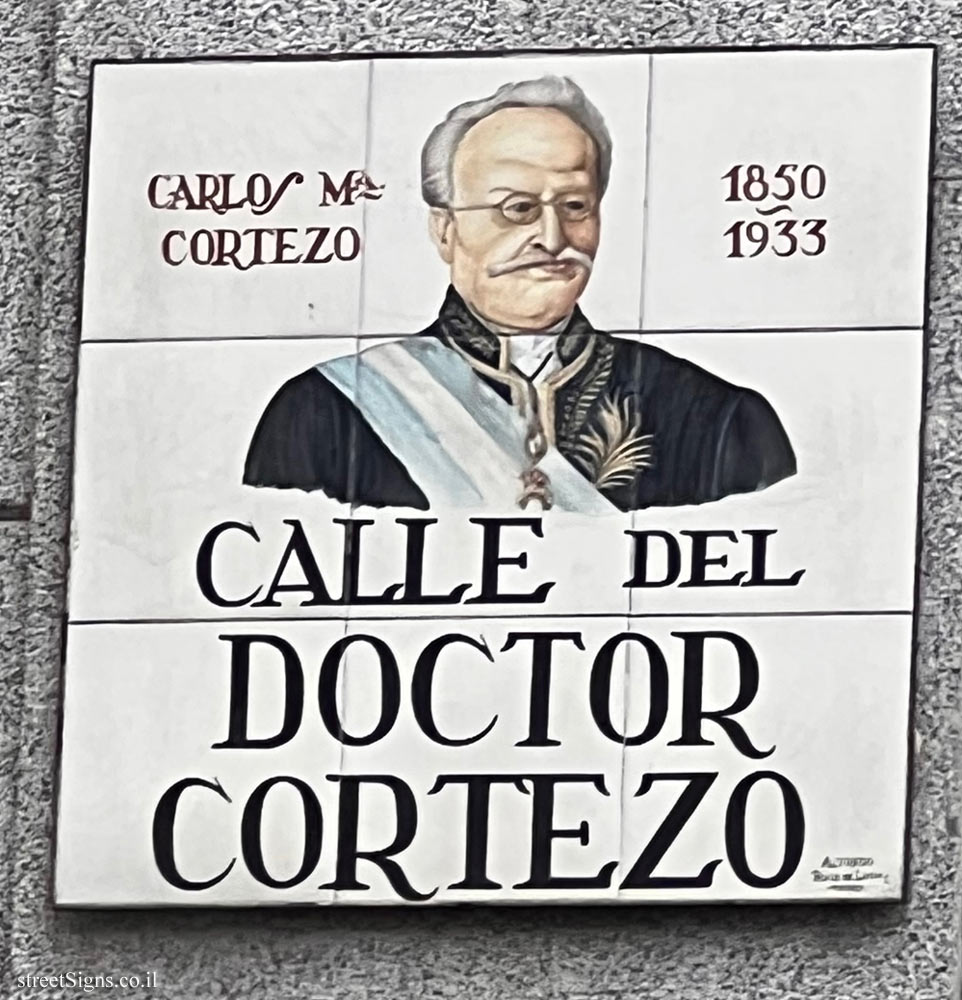 CARLOS Mª
CORTEZO
1850
1933
CALLE DEL
DOCTOR
CORTEZO
streetSigns.co.il